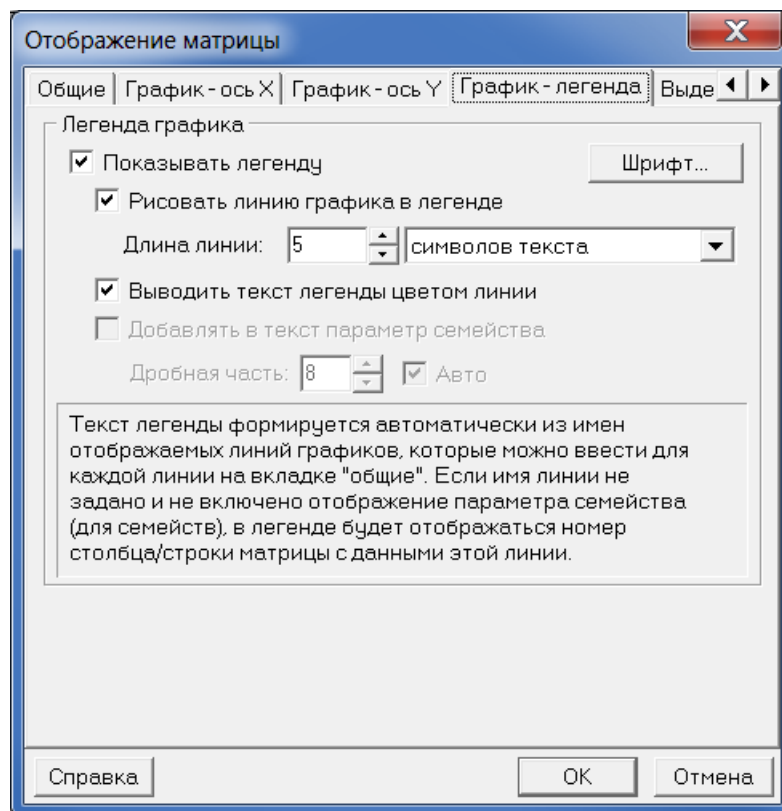 Отображение матрицы
Общие График - ось X График - ось Y График - легенда Выде
Легенда графика
Показывать легенду Шрифт...
Рисовать линию графика в легенде
Длина линии: 5 символов текста
Выводить текст легенды цветом линии
Добавлять в текст параметр семейства
Дробная часть: 8 Авто
Текст легенды формируется автоматически из имен
отображаемых линий графиков, которые можно ввести для
каждой линии на вкладке "общие". Если имя линии не
задано и не включено отображение параметра семейства
(для семейств), в легенде будет отображаться номер
столбца/строки матрицы с данными этой линии.
Справка OK Отмена